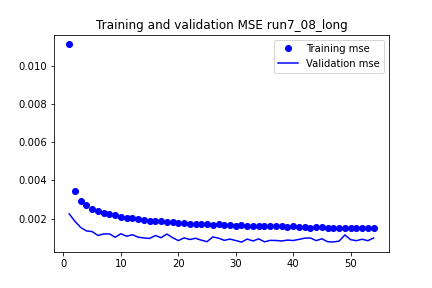 Training and validation MSE run7_08_long
Training mse
Validation mse
0.010
0.008
0.006
0.004
0.002
0 10 20 30 40 50